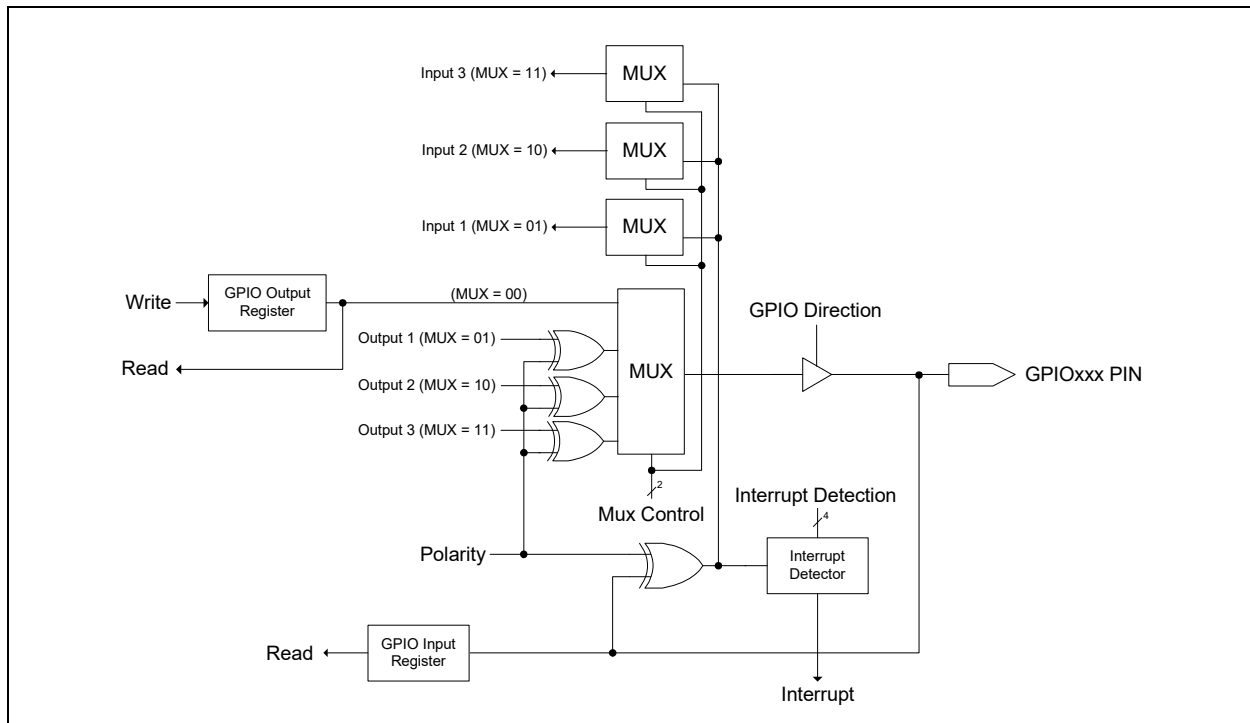 Input 3 (MUX = 11)
MUX
Input 2 (MUX = 10)
MUX
Input 1 (MUX = 01)
MUX
Write
GPIO Output
Register
(MUX = 00)
GPIO Direction
Output 1 (MUX = 01)
Read
MUX
GPIOxxx PIN
Output 2 (MUX = 10)
Output 3 (MUX = 11)
2
Mux Control
Interrupt Detection
4
Polarity
Interrupt
Detector
Read
GPIO Input
Register
Interrupt